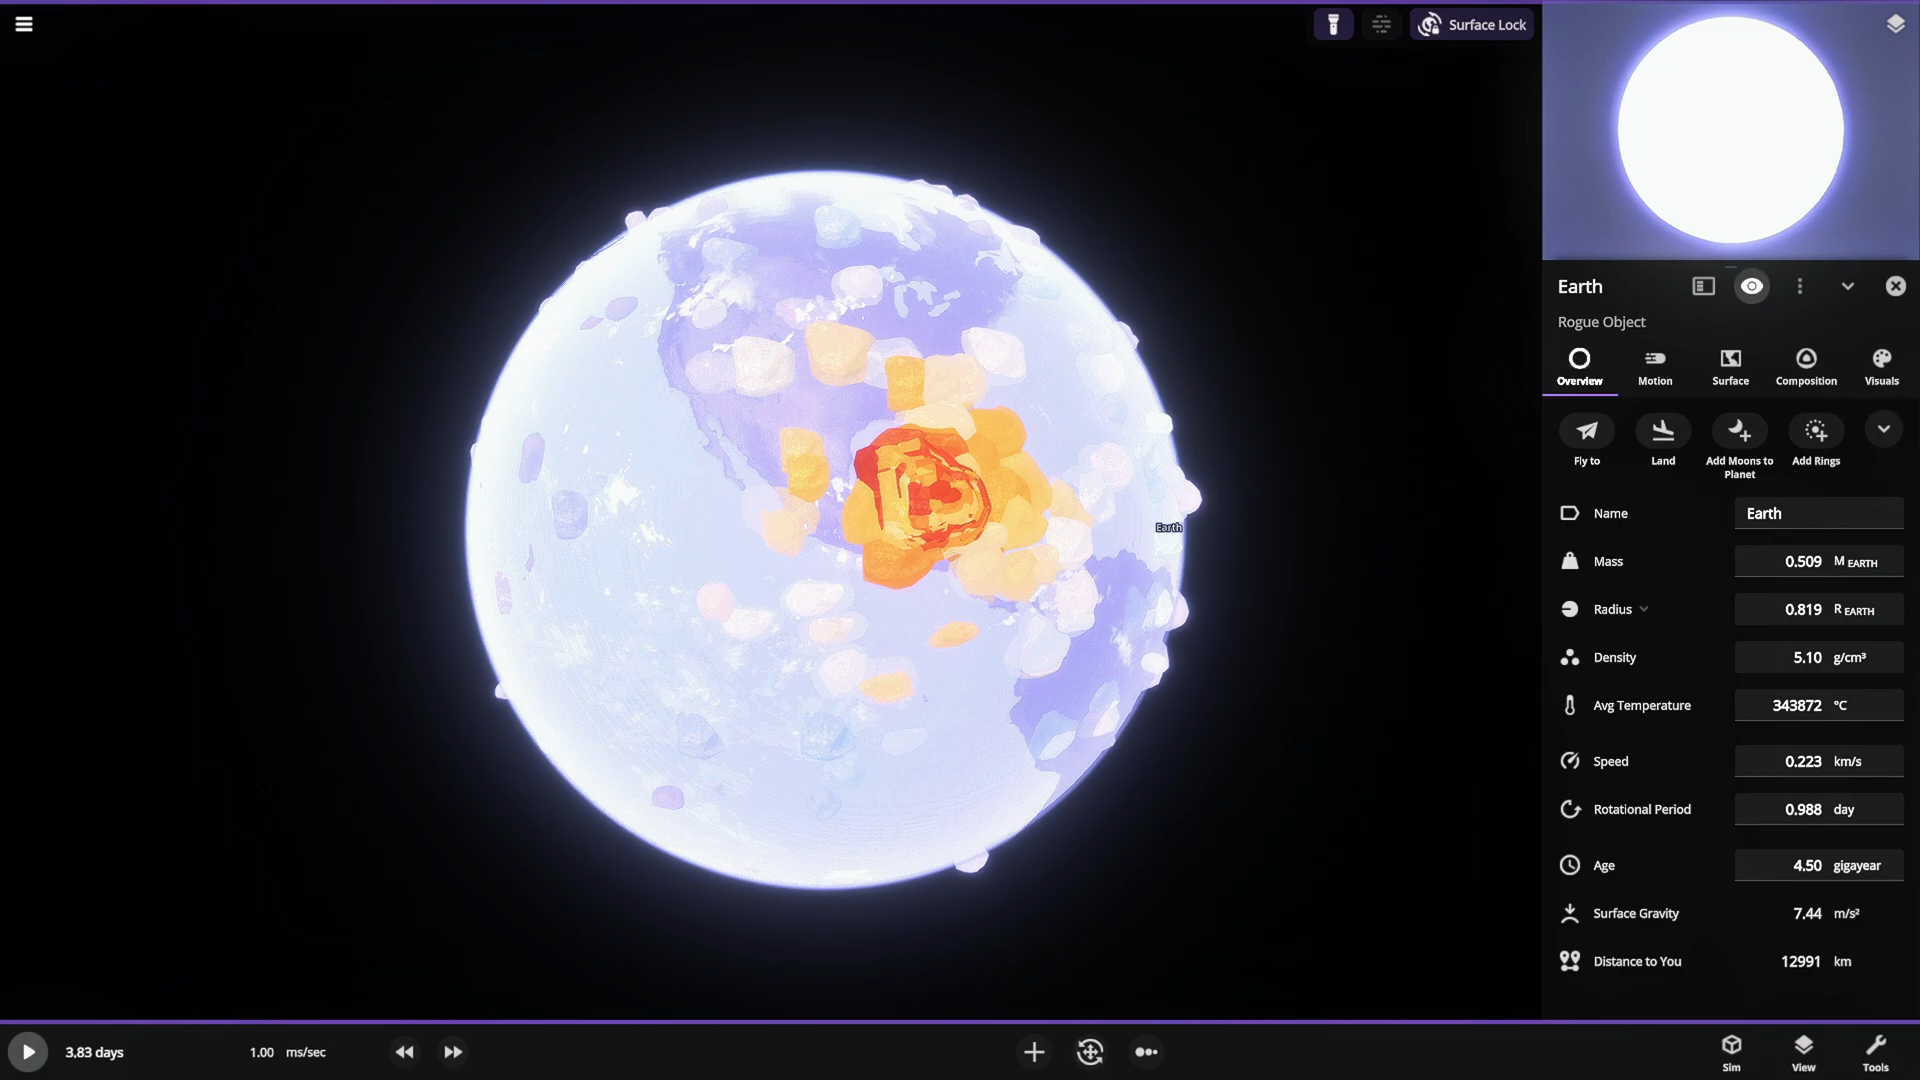 Surface Lock
Earth
Rogue Object
Overview Motion Surface Composition Visuals
Fly to Land Add Moons to Planet Add Rings
Name Earth
Mass 0.509 M EARTH
Radius 0.819 R EARTH
Density 5.10 g/cm³
Avg Temperature 343872 °C
Speed 0.223 km/s
Rotational Period 0.988 day
Age 4.50 gigayear
Surface Gravity 7.44 m/s²
Distance to You 12991 km
Earth
3.83 days 1.00 ms/sec
Sim View Tools